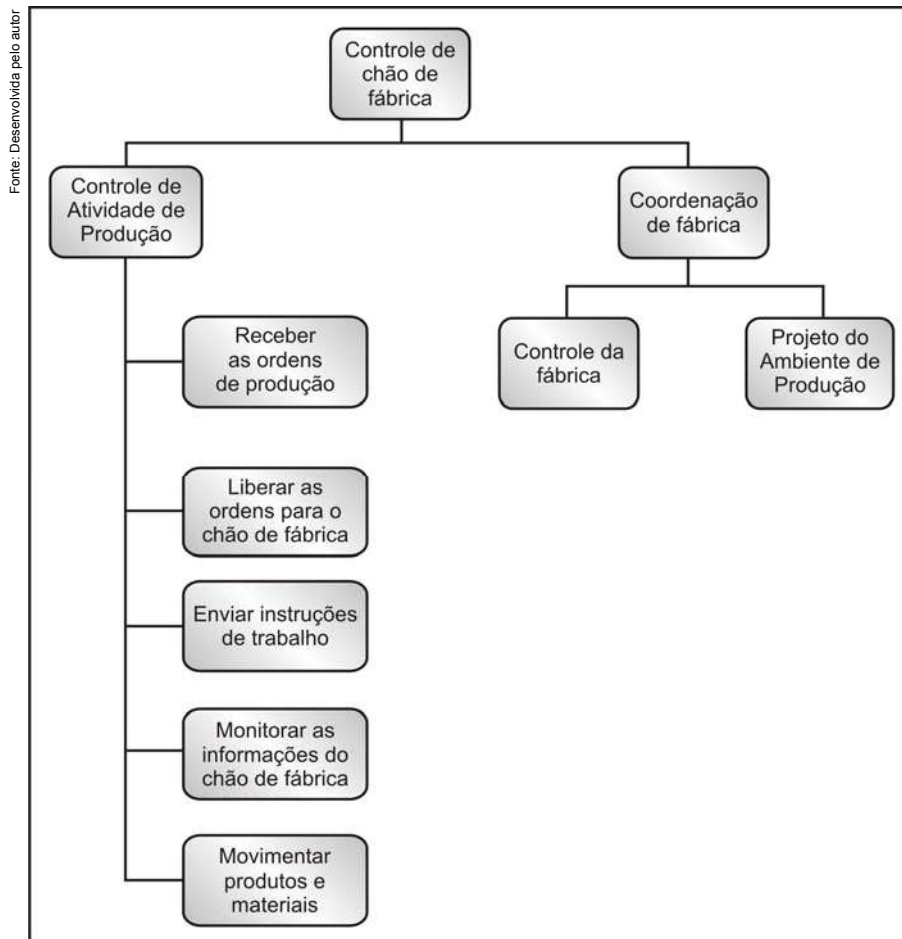 Fonte: Desenvolvida pelo autor
Controle de
chão de
fábrica
Controle de
Atividade de
Produção
Coordenação
de fábrica
Receber
as ordens
de produção
Controle da
fábrica
Projeto do
Ambiente de
Produção
Liberar as
ordens para o
chão de fábrica
Enviar instruções
de trabalho
Monitorar as
informações do
chão de fábrica
Movimentar
produtos e
materiais